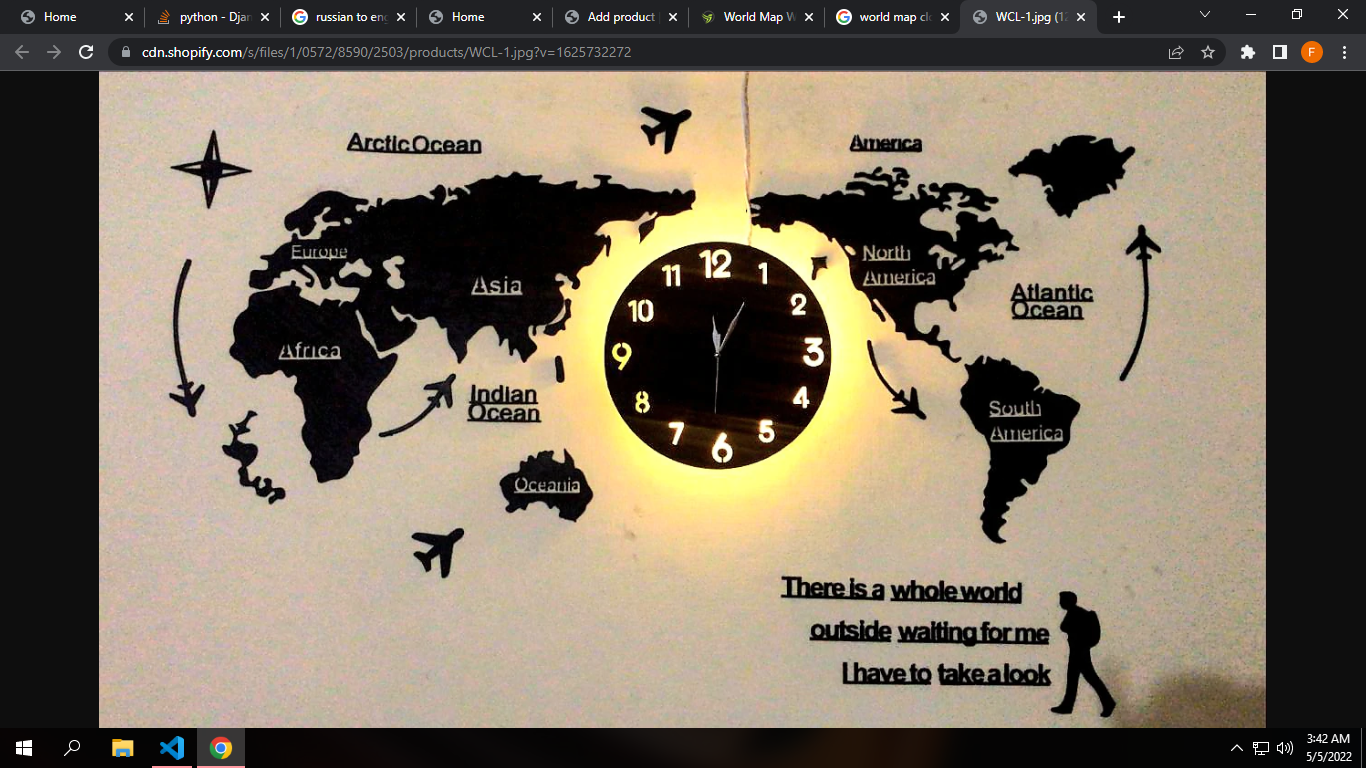 Home
python - Djan
russian to eng
Home
Add product
World Map W
world map clo
WCL-1.jpg (12
cdn.shopify.com/s/files/1/0572/8590/2503/products/WCL-1.jpg?v=1625732272
F
Arctic Ocean
America
Europe
Asia
North
America
Atlantic
Ocean
Africa
Indian
Ocean
South
America
Oceania
12
1
2
3
4
5
6
7
8
9
10
11
There is a whole world
outside waiting for me
I have to take a look
3:42 AM
5/5/2022